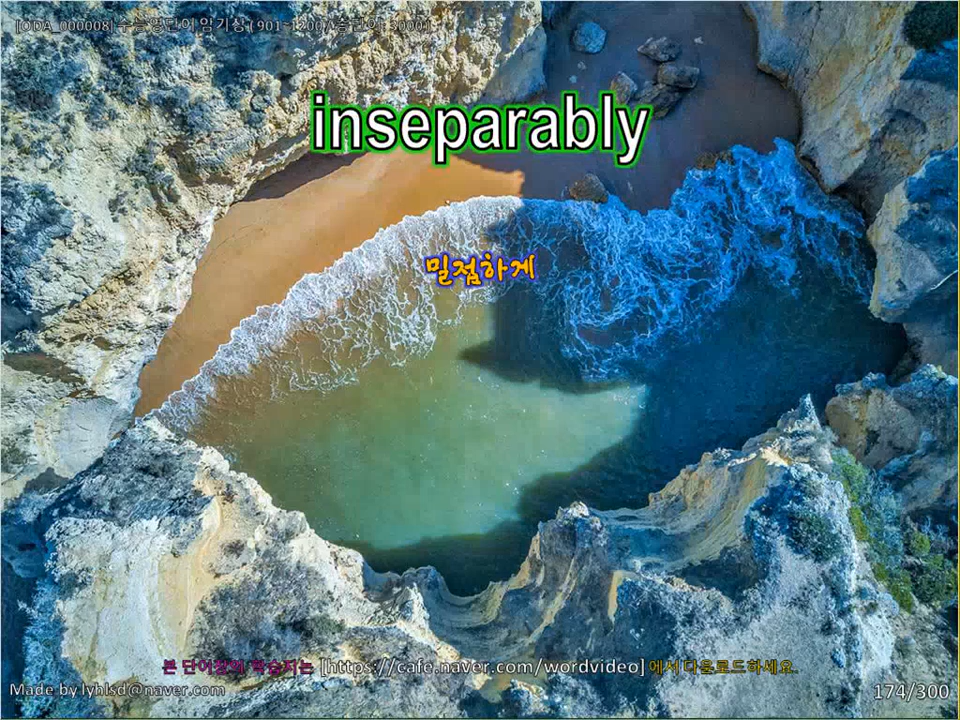 [ODA_000008] 수능영단어 암기상 (901~1200/총단어 3000)
inseparably
밀접하게
본 단어장의 학습지는 [https://cafe.naver.com/wordvideo] 에서 다운로드하세요.
Made by lyhlsd@naver.com
174/300